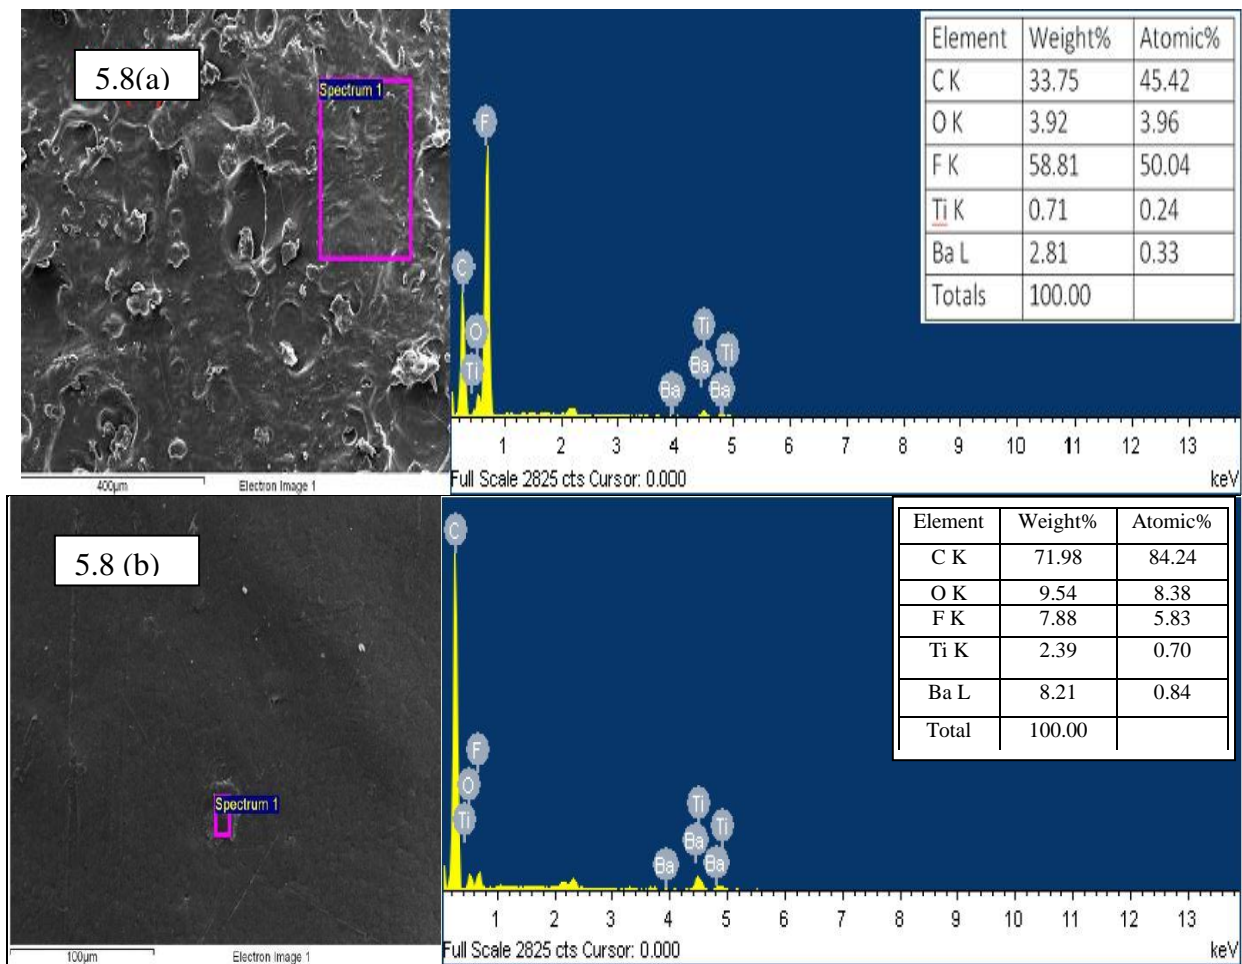 5.8(a)
Spectrum 1
400µm
Electron Image 1
F
C
O
Ti
Ba
Ti
Ba
Ti
Ba
1 2 3 4 5 6 7 8 9 10 11 12 13
Full Scale 2825 cts Cursor: 0.000 keV
Element Weight% Atomic%
C K 33.75 45.42
O K 3.92 3.96
F K 58.81 50.04
Ti K 0.71 0.24
Ba L 2.81 0.33
Totals 100.00
5.8 (b)
Spectrum 1
100µm
Electron Image 1
C
F
O
Ti
Ba
Ti
Ba
Ti
Ba
1 2 3 4 5 6 7 8 9 10 11 12 13
Full Scale 2825 cts Cursor: 0.000 keV
Element Weight% Atomic%
C K 71.98 84.24
O K 9.54 8.38
F K 7.88 5.83
Ti K 2.39 0.70
Ba L 8.21 0.84
Total 100.00